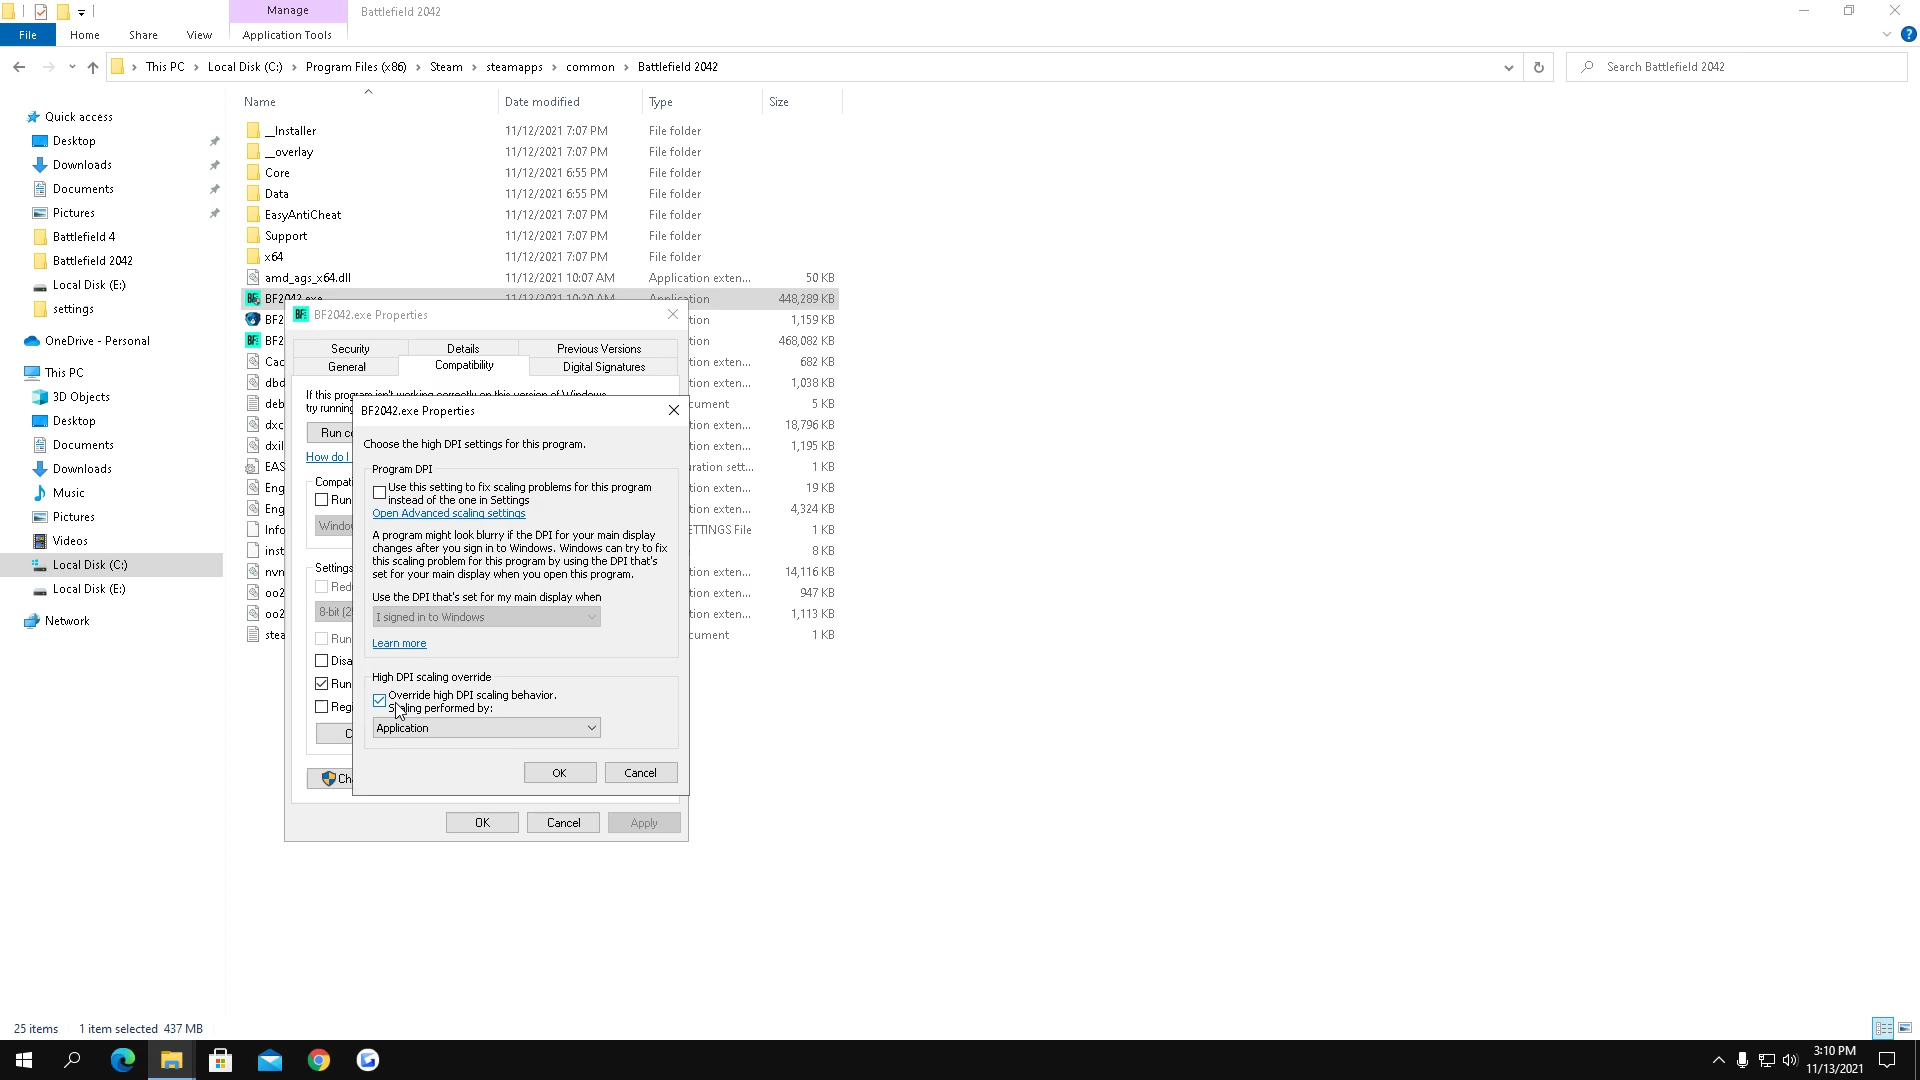 Manage
Battlefield 2042
File
Home
Share
View
Application Tools
This PC
Local Disk (C:)
Program Files (x86)
Steam
steamapps
common
Battlefield 2042
Search Battlefield 2042
Name
Date modified
Type
Size
Quick access
Desktop
Downloads
Documents
Pictures
Battlefield 4
Battlefield 2042
Local Disk (E:)
settings
OneDrive - Personal
This PC
3D Objects
Desktop
Documents
Downloads
Music
Pictures
Videos
Local Disk (C:)
Local Disk (E:)
Network
__Installer 11/12/2021 7:07 PM File folder
__overlay 11/12/2021 7:07 PM File folder
Core 11/12/2021 6:55 PM File folder
Data 11/12/2021 6:55 PM File folder
EasyAntiCheat 11/12/2021 7:07 PM File folder
Support 11/12/2021 7:07 PM File folder
x64 11/12/2021 7:07 PM File folder
amd_ags_x64.dll 11/12/2021 10:07 AM Application exten... 50 KB
BF2042.exe 11/12/2021 10:20 AM Application 448,289 KB
BF2 tion 1,159 KB
BF2 tion 468,082 KB
Cac tion exten... 682 KB
dbd tion exten... 1,038 KB
deb cument 5 KB
dxc tion exten... 18,796 KB
dxil tion exten... 1,195 KB
EAS uration sett... 1 KB
Eng tion exten... 19 KB
Eng tion exten... 4,324 KB
Info ETTINGS File 1 KB
inst 8 KB
nvn tion exten... 14,116 KB
oo2 tion exten... 947 KB
oo2 tion exten... 1,113 KB
stea cument 1 KB
BF2042.exe Properties
Security
Details
Previous Versions
General
Compatibility
Digital Signatures
If this program isn't working correctly on this version of Windows,
try running
Run co
How do I
Compat
Run
Windo
Settings
Redu
8-bit (2
Run
Disa
Run
Reg
C
Ch
OK
Cancel
Apply
BF2042.exe Properties
Choose the high DPI settings for this program.
Program DPI
Use this setting to fix scaling problems for this program
instead of the one in Settings
Open Advanced scaling settings
A program might look blurry if the DPI for your main display
changes after you sign in to Windows. Windows can try to fix
this scaling problem for this program by using the DPI that's
set for your main display when you open this program.
Use the DPI that's set for my main display when
I signed in to Windows
Learn more
High DPI scaling override
Override high DPI scaling behavior.
Scaling performed by:
Application
OK
Cancel
25 items
1 item selected 437 MB
3:10 PM
11/13/2021